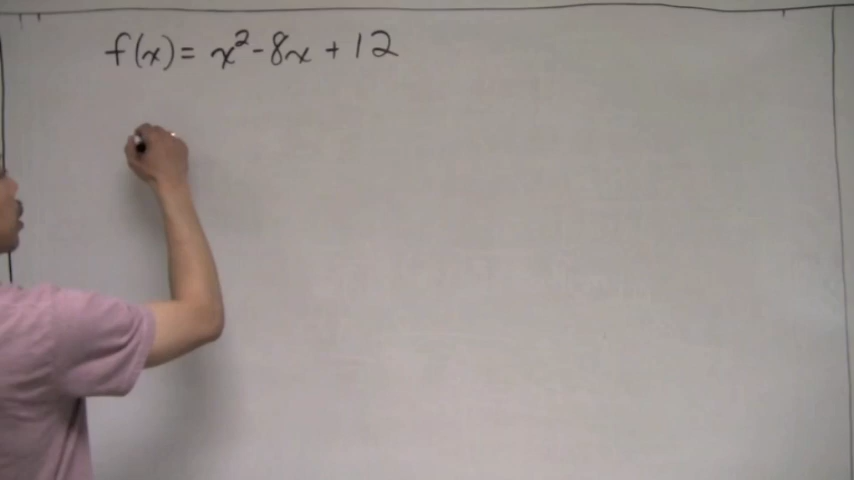 f(x) = x² - 8x + 12